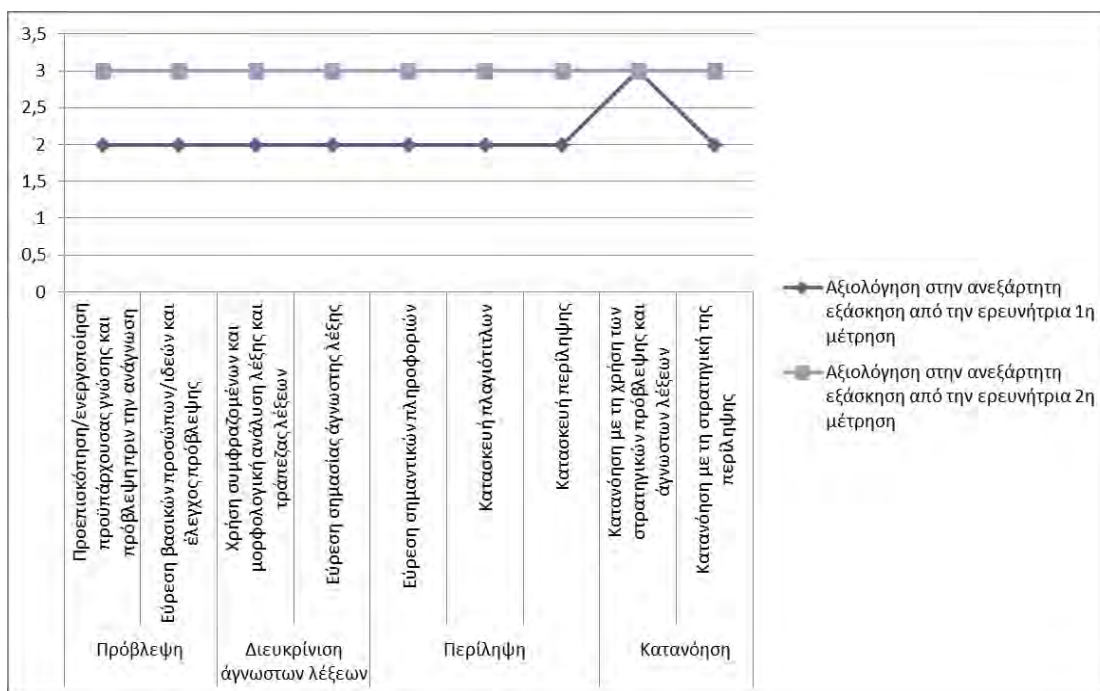 3,5
3
2,5
2
1,5
1
0,5
0
Προεπισκόπηση/ενεργοποίηση
προϋπάρχουσας γνώσης και
πρόβλεψη πριν την ανάγνωση
Εύρεση βασικών προσώπων/ιδεών και
έλεγχος πρόβλεψης
Χρήση συμφραζομένων και
μορφολογική ανάλυση λέξης και
τράπεζας λέξεων
Εύρεση σημασίας άγνωστης λέξης
Εύρεση σημαντικών πληροφοριών
Κατασκευή πλαγιότιτλων
Κατασκευή περίληψης
Κατανόηση με τη χρήση των
στρατηγικών πρόβλεψης και
άγνωστων λέξεων
Κατανόηση με τη στρατηγική της
περίληψης
Πρόβλεψη
Διευκρίνιση
άγνωστων λέξεων
Περίληψη
Κατανόηση
Αξιολόγηση στην ανεξάρτητη
εξάσκηση από την ερευνήτρια 1η
μέτρηση
Αξιολόγηση στην ανεξάρτητη
εξάσκηση από την ερευνήτρια 2η
μέτρηση